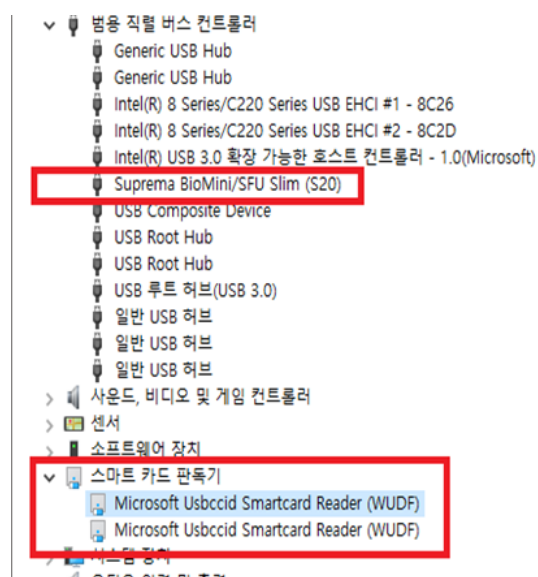 범용 직렬 버스 컨트롤러
Generic USB Hub
Generic USB Hub
Intel(R) 8 Series/C220 Series USB EHCI #1 - 8C26
Intel(R) 8 Series/C220 Series USB EHCI #2 - 8C2D
Intel(R) USB 3.0 확장 가능한 호스트 컨트롤러 - 1.0(Microsoft)
Suprema BioMini/SFU Slim (S20)
USB Composite Device
USB Root Hub
USB Root Hub
USB 루트 허브(USB 3.0)
일반 USB 허브
일반 USB 허브
일반 USB 허브
사운드, 비디오 및 게임 컨트롤러
센서
소프트웨어 장치
스마트 카드 판독기
Microsoft Usbccid Smartcard Reader (WUDF)
Microsoft Usbccid Smartcard Reader (WUDF)
시스템 장치